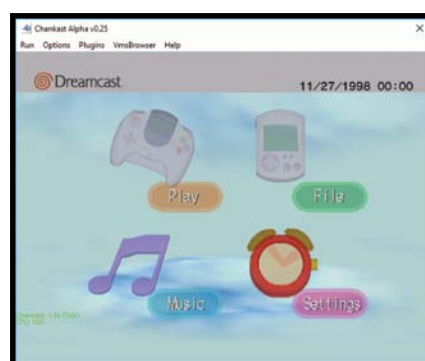 Chankast Alpha v0.25
Run Options Plugins VmsBrowser Help
Dreamcast
11/27/1998 00:00
Play
File
Music
Settings